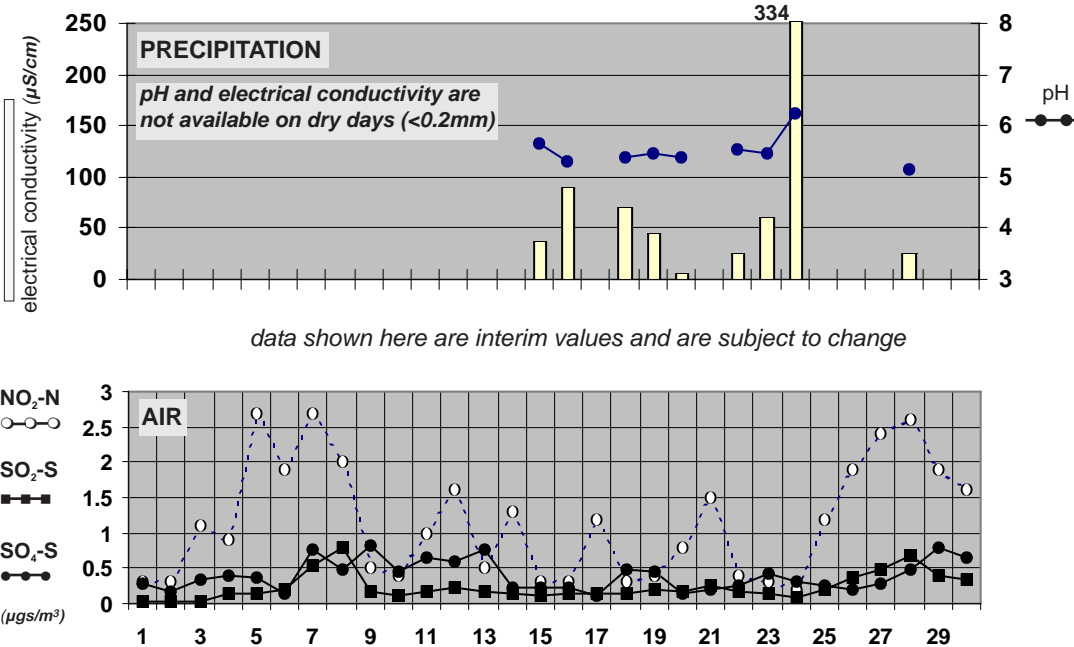 334
250
200
150
100
50
0
electrical conductivity (µS/cm)
PRECIPITATION
pH and electrical conductivity are
not available on dry days (<0.2mm)
8
7
6
5
4
3
pH
data shown here are interim values and are subject to change
NO₂-N
SO₂-S
SO₄-S
(µgs/m³)
AIR
3
2.5
2
1.5
1
0.5
0
1 3 5 7 9 11 13 15 17 19 21 23 25 27 29